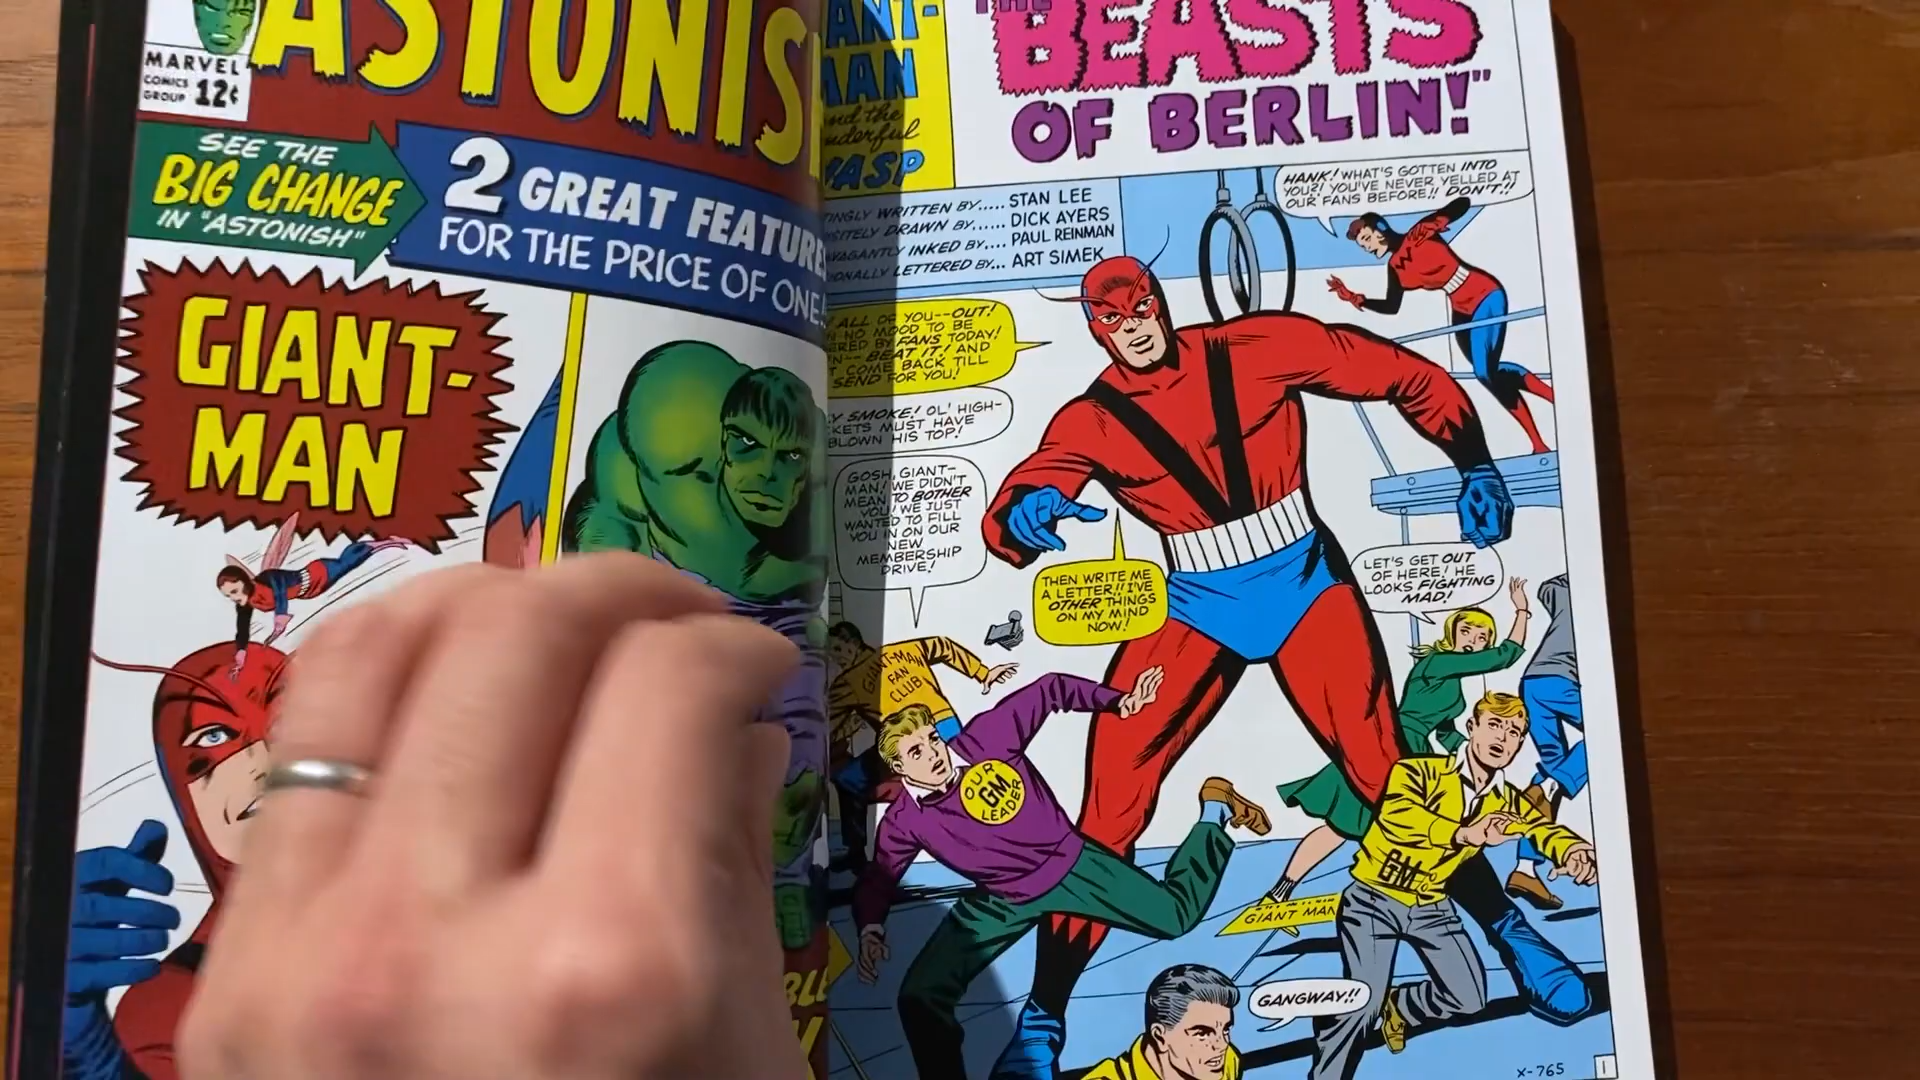 MARVEL
COMICS
GROUP 12¢
ASTONIS
SEE THE
BIG CHANGE
IN "ASTONISH"
2 GREAT FEATURES
FOR THE PRICE OF ONE!
GIANT-
MAN
ANT-
MAN
and the
WASP
THE
BEASTS
OF BERLIN!"
WRITTEN BY..... STAN LEE
DRAWN BY...... DICK AYERS
INKED BY.... PAUL REINMAN
LETTERED BY... ART SIMEK
HANK! WHAT'S GOTTEN INTO
YOU?! YOU'VE NEVER YELLED AT
OUR FANS BEFORE!! DON'T!!
ALL OF YOU--OUT!
NO MOOD TO BE
BY FANS TODAY!
BEAT IT! AND
COME BACK TILL
SEND FOR YOU!
SMOKE! OL' HIGH-
MUST HAVE
BLOWN HIS TOP!
GOSH, GIANT-
MAN! WE DIDN'T
MEAN TO BOTHER
YOU! WE JUST
WANTED TO FILL
YOU IN ON OUR
NEW
MEMBERSHIP
DRIVE!
THEN WRITE ME
A LETTER!! I'VE
OTHER THINGS
ON MY MIND
NOW!
LET'S GET OUT
OF HERE! HE
LOOKS FIGHTING
MAD!
GIANT-MAN
FAN
CLUB
OUR
GM
LEADER
GM
GIANT MAN
GANGWAY!!
X-765
1